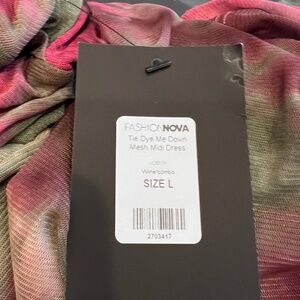 FASHIONNOVA
Tie Dye Me Down
Mesh Midi Dress
Wine/combo
SIZE L
2703417